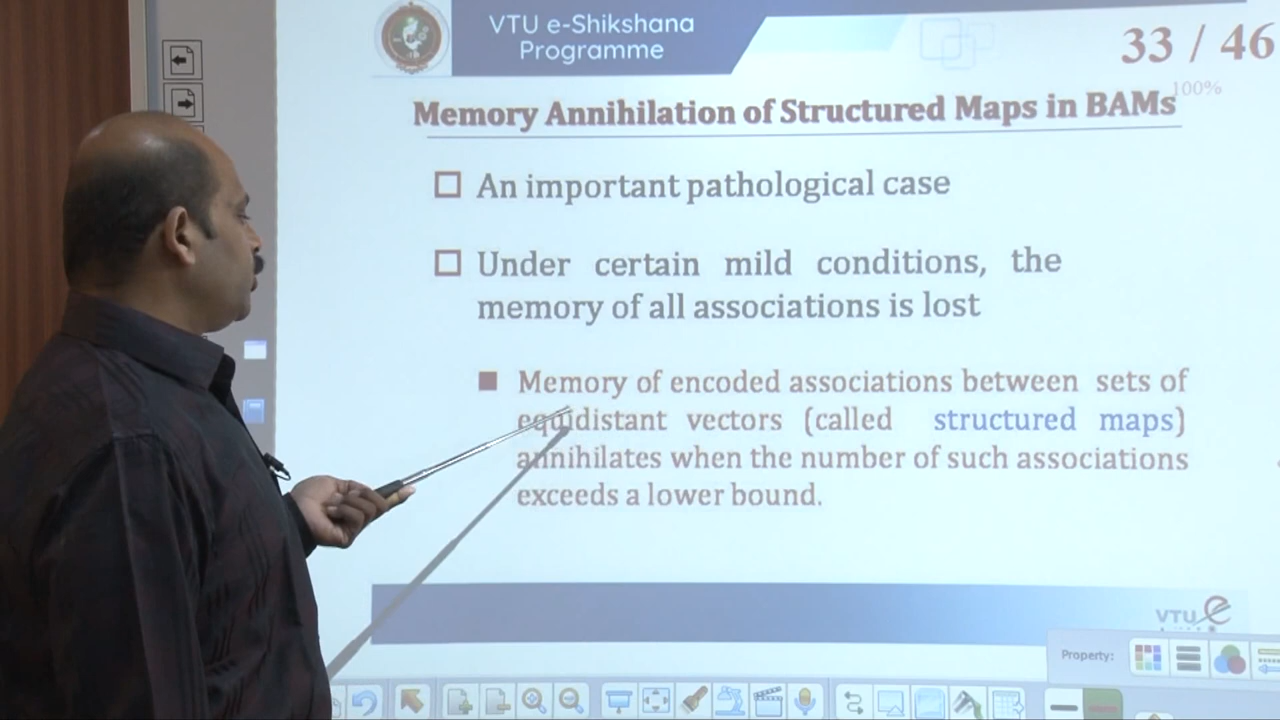 VTU e-Shikshana
Programme
33 / 46
100%
Memory Annihilation of Structured Maps in BAMs
An important pathological case
Under certain mild conditions, the
memory of all associations is lost
Memory of encoded associations between sets of
equidistant vectors (called structured maps)
annihilates when the number of such associations
exceeds a lower bound.
VTU
Property: